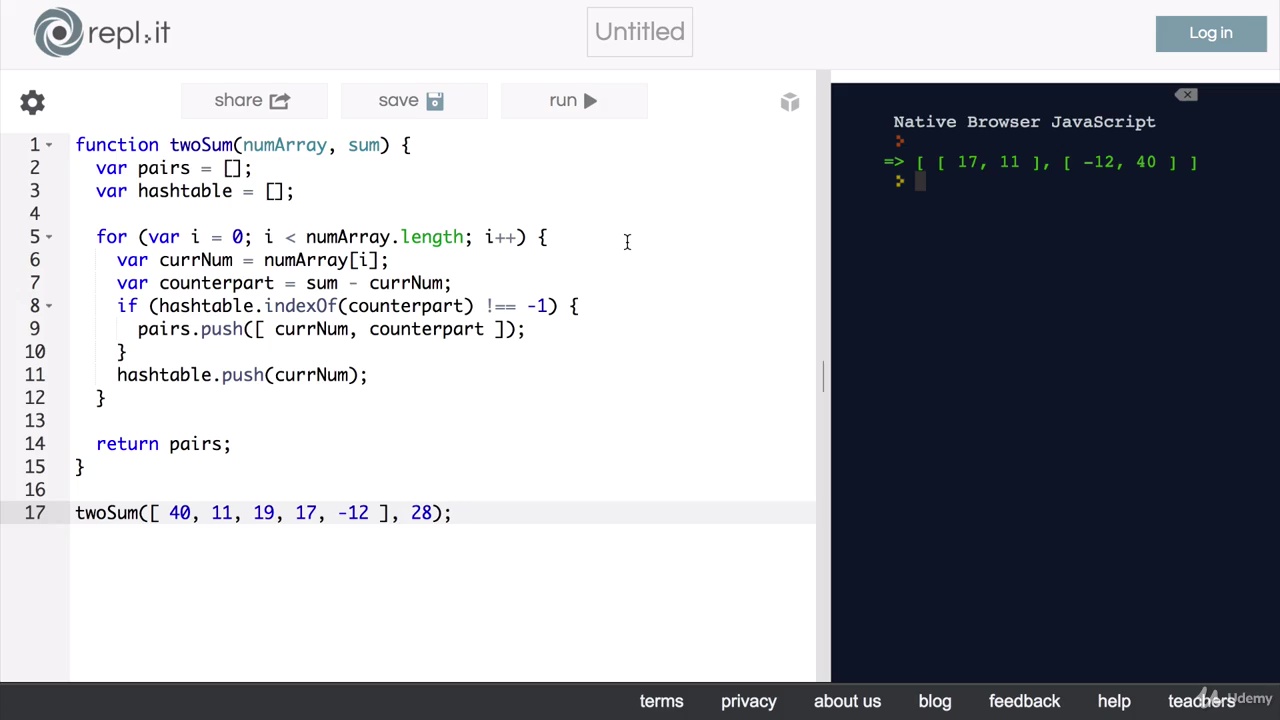 repl.it
Untitled
Log in
share
save
run
1 function twoSum(numArray, sum) {
2   var pairs = [];
3   var hashtable = [];
4
5   for (var i = 0; i < numArray.length; i++) {
6     var currNum = numArray[i];
7     var counterpart = sum - currNum;
8     if (hashtable.indexOf(counterpart) !== -1) {
9       pairs.push([ currNum, counterpart ]);
10     }
11     hashtable.push(currNum);
12   }
13
14   return pairs;
15 }
16
17 twoSum([ 40, 11, 19, 17, -12 ], 28);
Native Browser JavaScript
=> [ [ 17, 11 ], [ -12, 40 ] ]
terms privacy about us blog feedback help teachers
Udemy